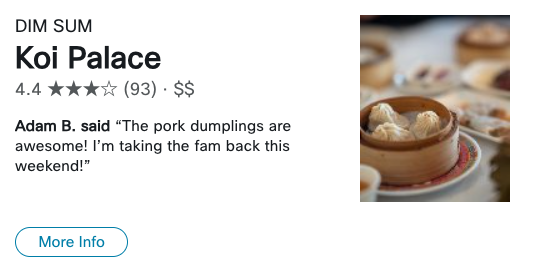 DIM SUM
Koi Palace
4.4 ★★★☆ (93) · $$
Adam B. said “The pork dumplings are
awesome! I’m taking the fam back this
weekend!”
More Info